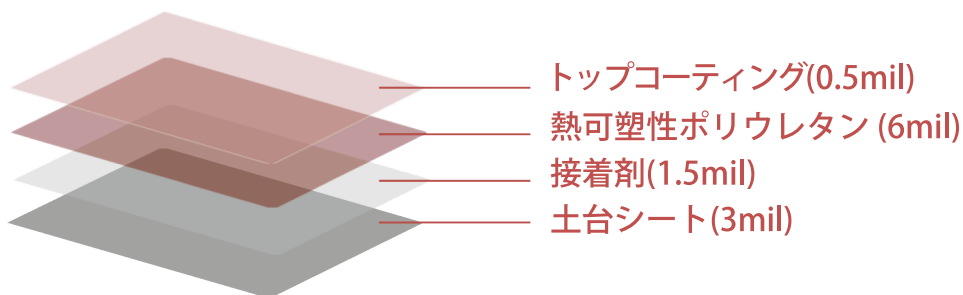 トップコーティング(0.5mil)
熱可塑性ポリウレタン (6mil)
接着剤(1.5mil)
土台シート(3mil)